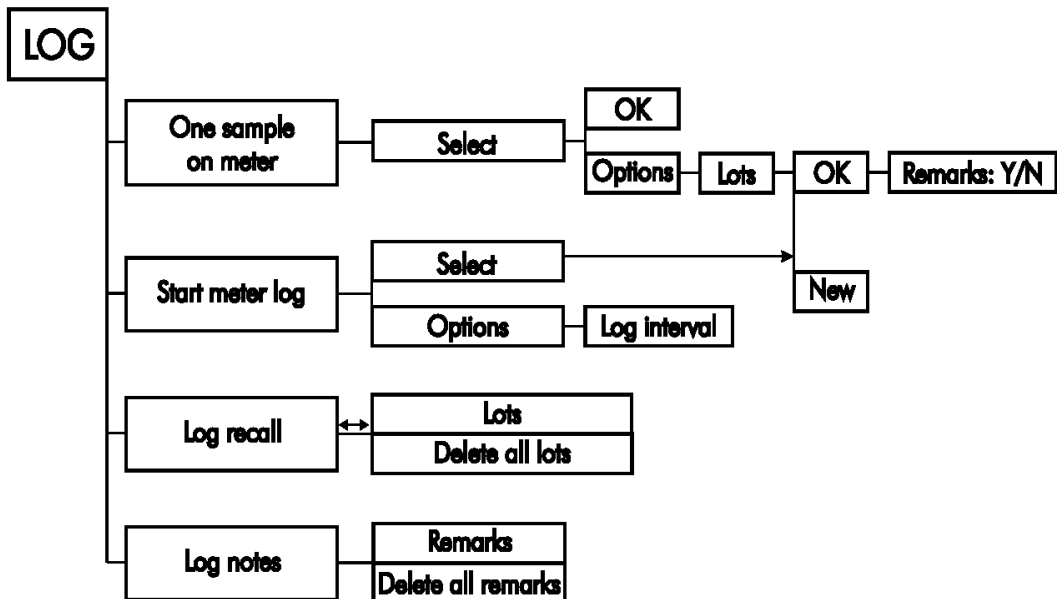 LOG
One sample
on meter
Select
OK
Options
Lots
OK
Remarks: Y/N
Start meter log
Select
New
Options
Log interval
Log recall
Lots
Delete all lots
Log notes
Remarks
Delete all remarks